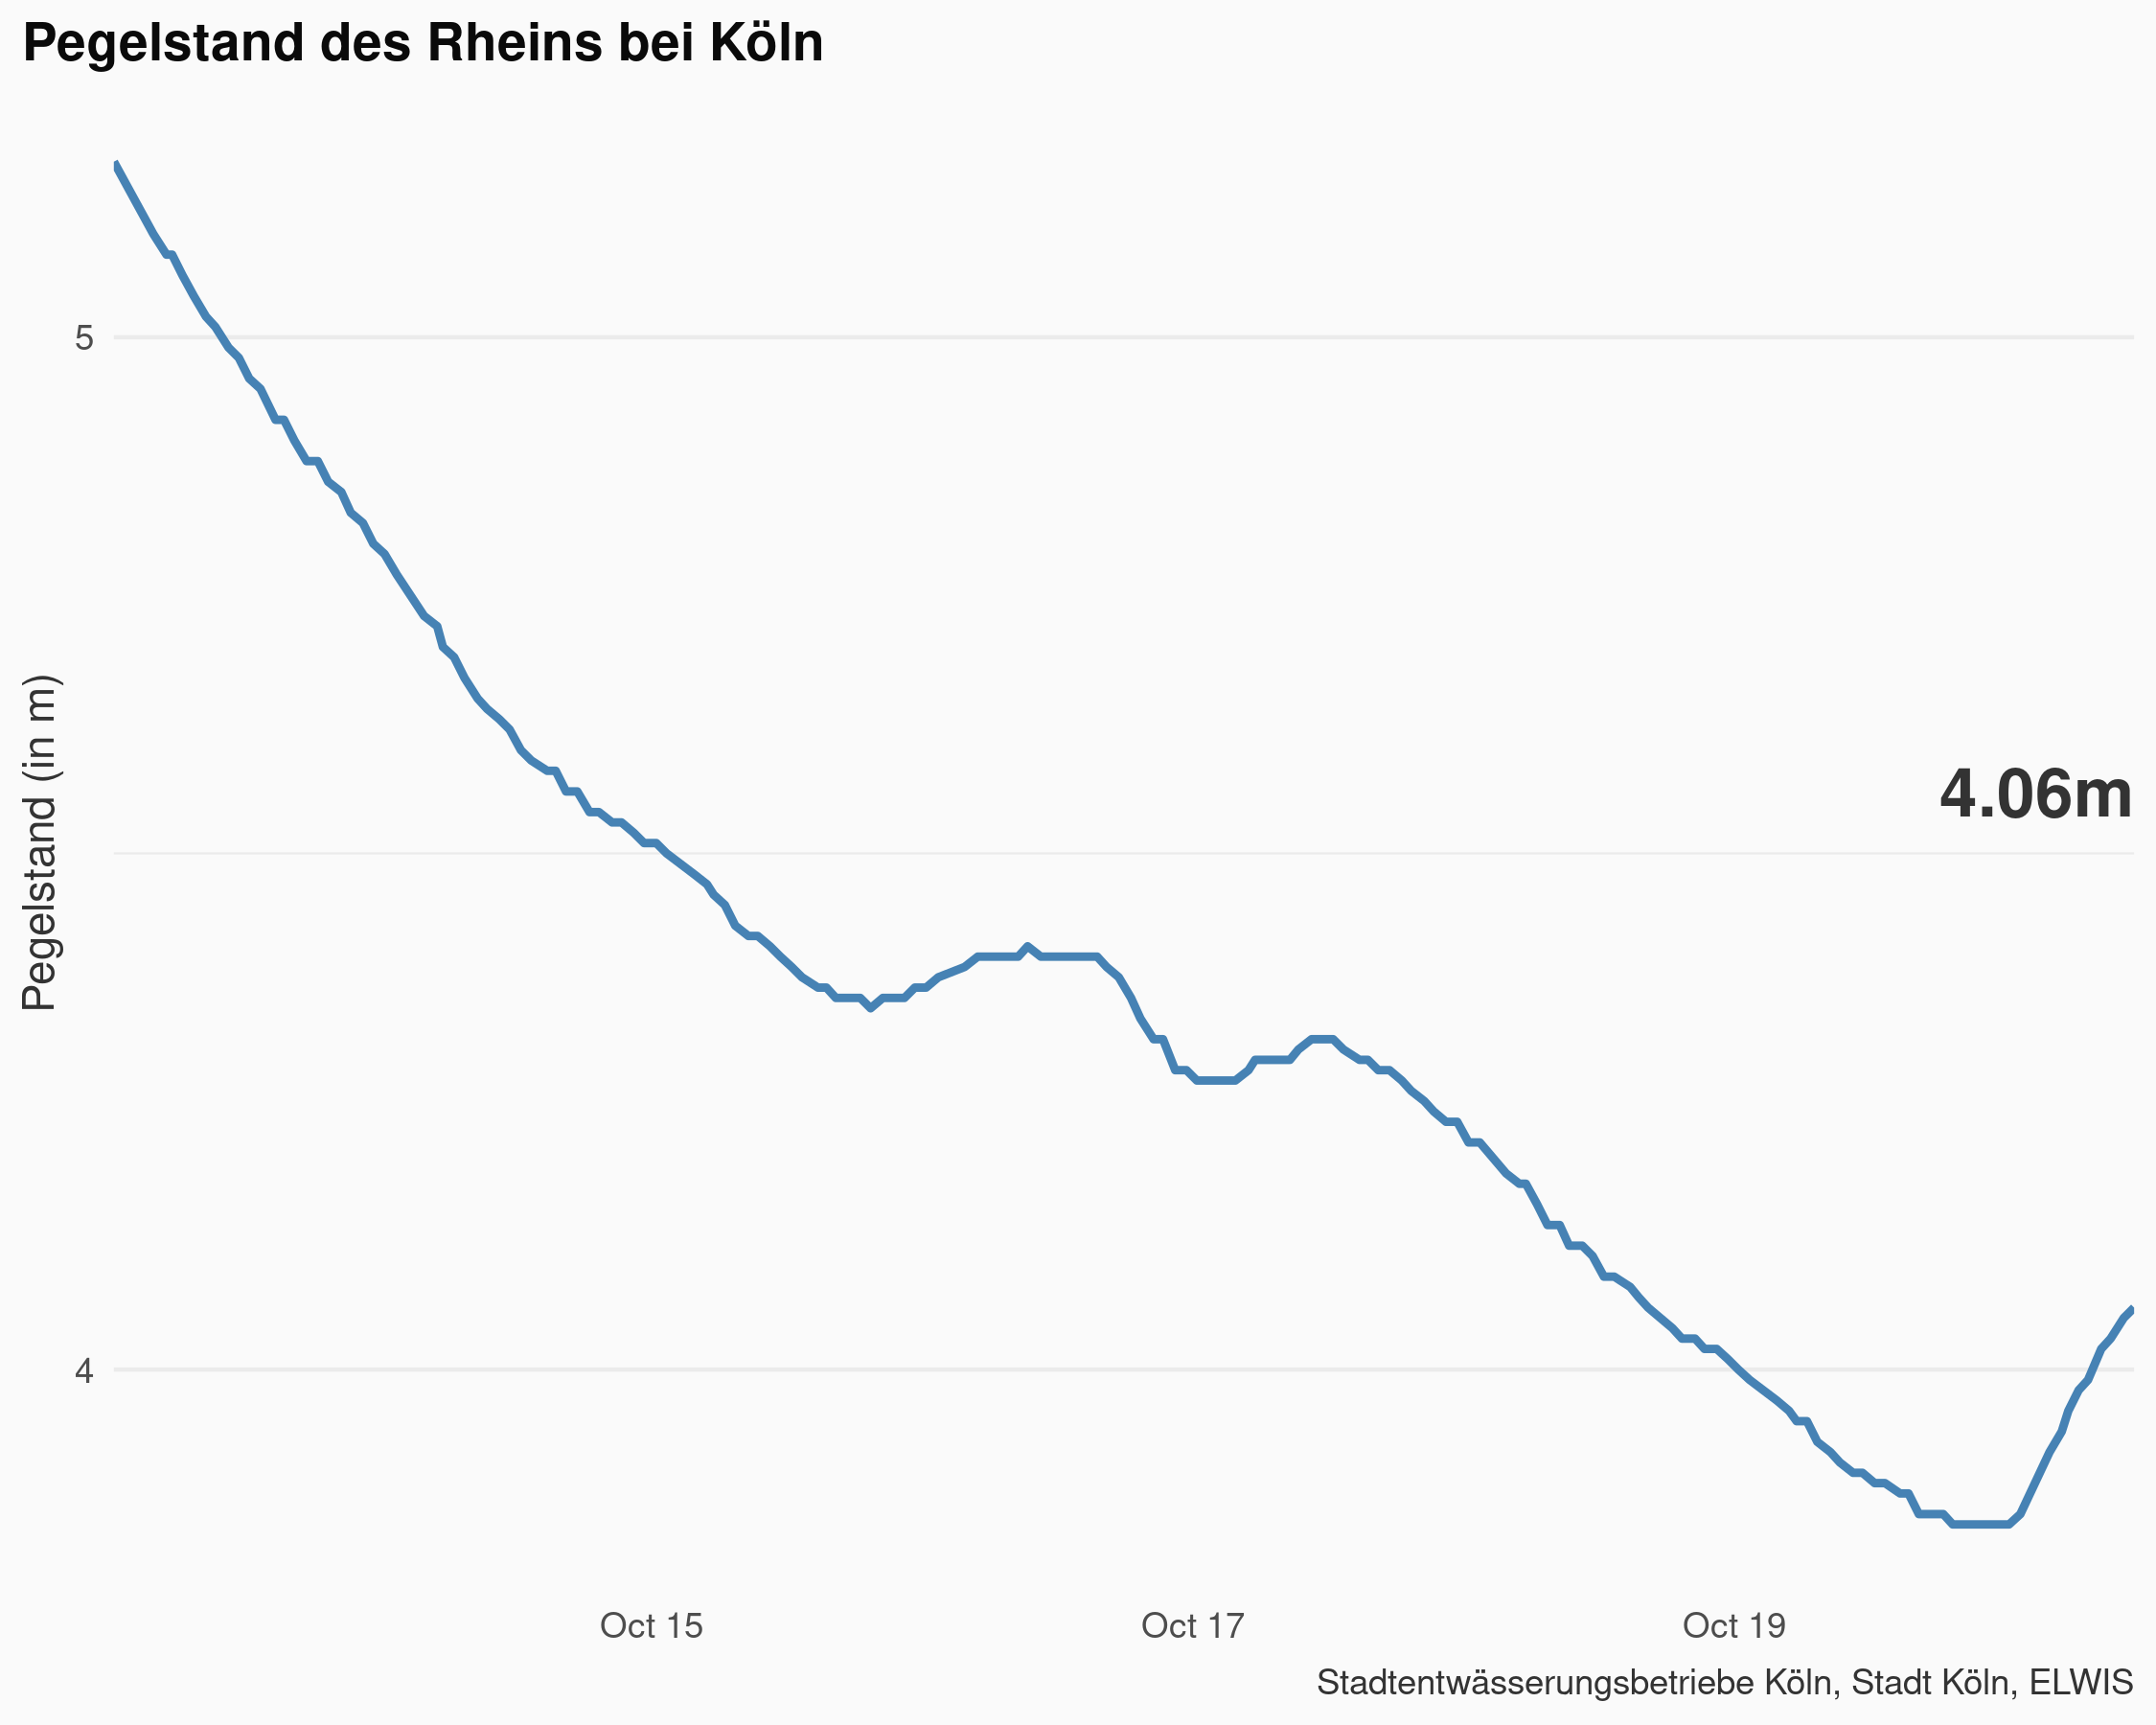 Pegelstand des Rheins bei Köln
Pegelstand (in m)
5
4.06m
4
Oct 15
Oct 17
Oct 19
Stadtentwässerungsbetriebe Köln, Stadt Köln, ELWIS